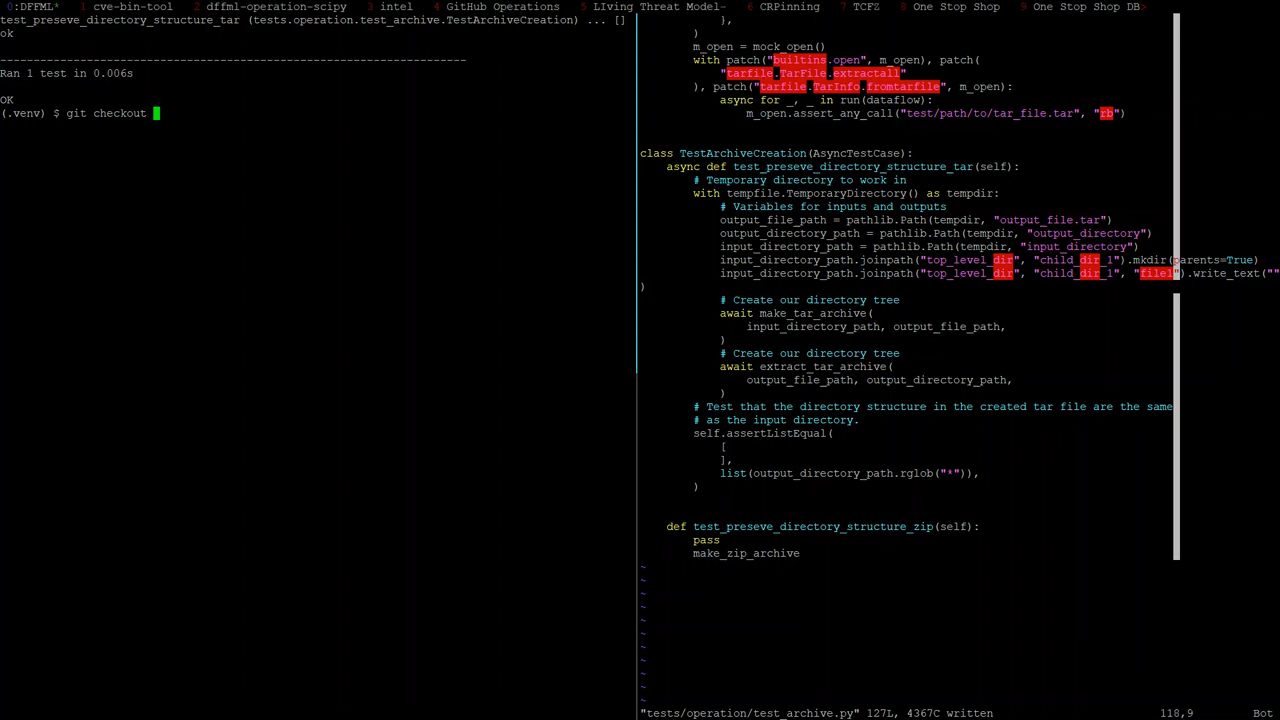 0:DFFML* 1 cve-bin-tool 2 dffml-operation-scipy 3 intel 4 GitHub Operations 5 LIving Threat Model- 6 CRPinning 7 TCFZ 8 One Stop Shop 9 One Stop Shop DB>
test_preseve_directory_structure_tar (tests.operation.test_archive.TestArchiveCreation) ... []
ok
----------------------------------------------------------------------
Ran 1 test in 0.006s
OK
(.venv) $ git checkout
},
)
m_open = mock_open()
with patch("builtins.open", m_open), patch(
"tarfile.TarFile.extractall"
), patch("tarfile.TarInfo.fromtarfile", m_open):
async for _, _ in run(dataflow):
m_open.assert_any_call("test/path/to/tar_file.tar", "rb")
class TestArchiveCreation(AsyncTestCase):
async def test_preseve_directory_structure_tar(self):
# Temporary directory to work in
with tempfile.TemporaryDirectory() as tempdir:
# Variables for inputs and outputs
output_file_path = pathlib.Path(tempdir, "output_file.tar")
output_directory_path = pathlib.Path(tempdir, "output_directory")
input_directory_path = pathlib.Path(tempdir, "input_directory")
input_directory_path.joinpath("top_level_dir", "child_dir_1").mkdir(parents=True)
input_directory_path.joinpath("top_level_dir", "child_dir_1", "file1").write_text(""
)
# Create our directory tree
await make_tar_archive(
input_directory_path, output_file_path,
)
# Create our directory tree
await extract_tar_archive(
output_file_path, output_directory_path,
)
# Test that the directory structure in the created tar file are the same
# as the input directory.
self.assertListEqual(
[
],
list(output_directory_path.rglob("*")),
)
def test_preseve_directory_structure_zip(self):
pass
make_zip_archive
~
~
~
~
~
~
~
~
~
~
~
"tests/operation/test_archive.py" 127L, 4367C written 118,9 Bot